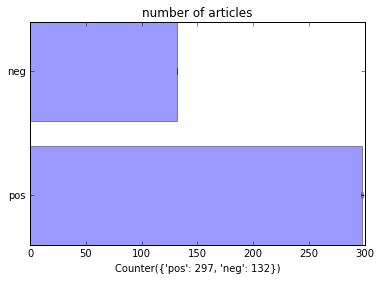 number of articles
neg
pos
0 50 100 150 200 250 300
Counter({'pos': 297, 'neg': 132})